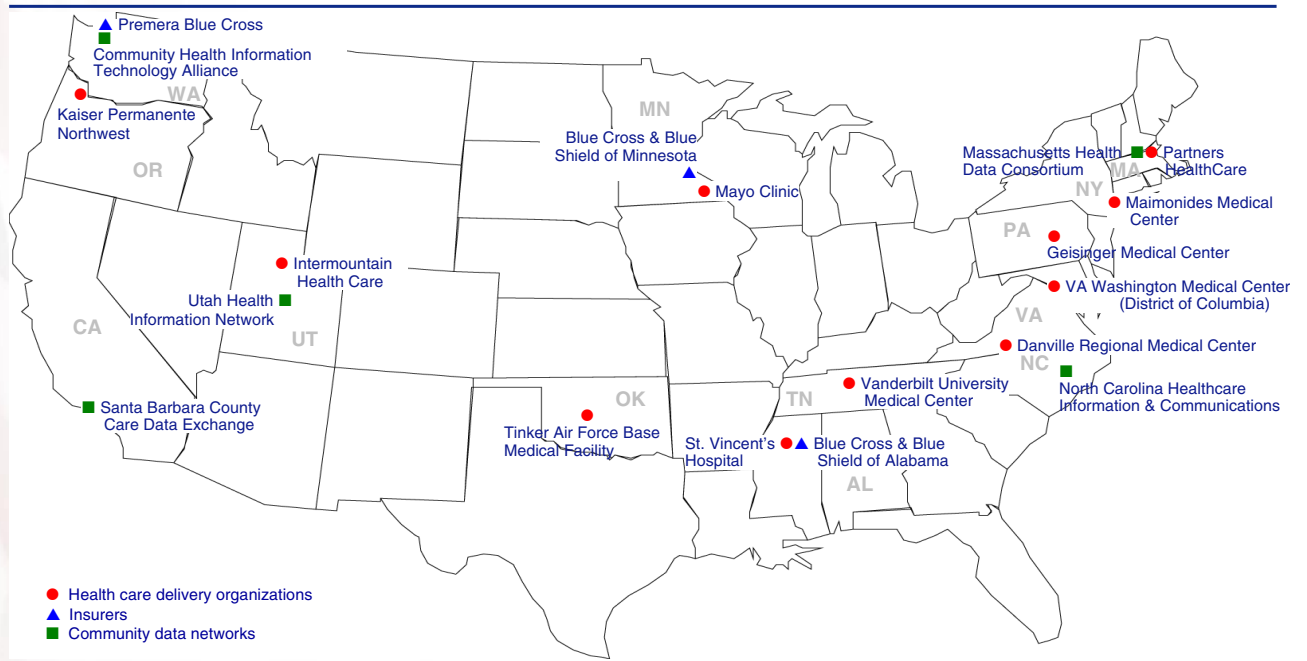 Premera Blue Cross
Community Health Information
Technology Alliance
WA
Kaiser Permanente
Northwest
OR
MN
Blue Cross & Blue
Shield of Minnesota
Mayo Clinic
Massachusetts Health
Data Consortium
MA
Partners
HealthCare
NY
Maimonides Medical
Center
PA
Geisinger Medical Center
VA Washington Medical Center
(District of Columbia)
VA
Danville Regional Medical Center
NC
North Carolina Healthcare
Information & Communications
Intermountain
Health Care
Utah Health
Information Network
UT
CA
Santa Barbara County
Care Data Exchange
OK
Tinker Air Force Base
Medical Facility
TN
Vanderbilt University
Medical Center
St. Vincent's
Hospital
Blue Cross & Blue
Shield of Alabama
AL
Health care delivery organizations
Insurers
Community data networks